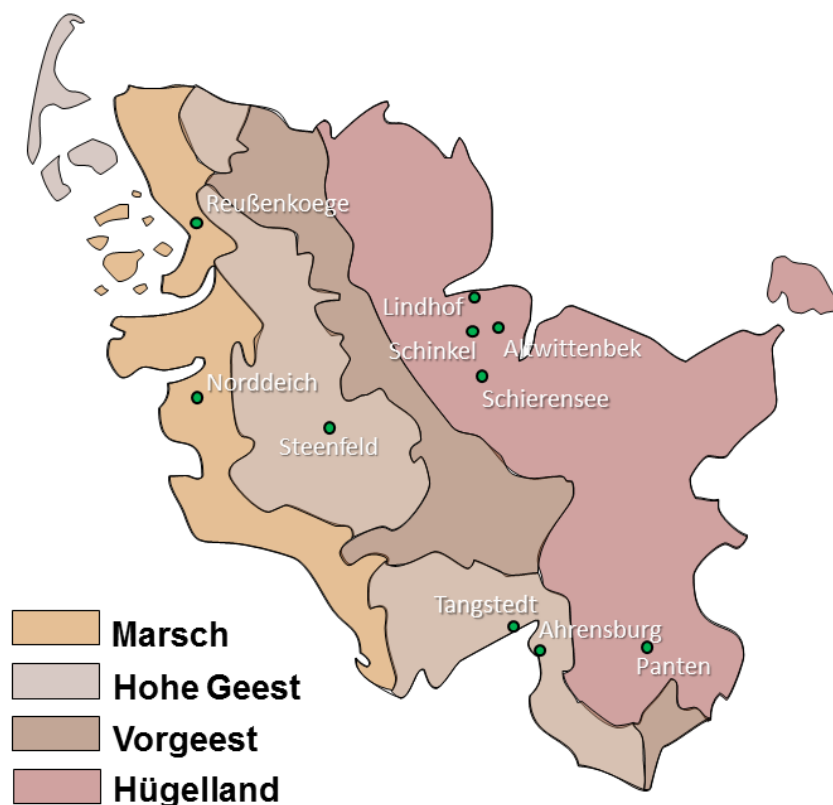 Reußenkoege
Lindhof
Schinkel
Altwittenbek
Norddeich
Schierensee
Steenfeld
Tangstedt
Ahrensburg
Panten
Marsch
Hohe Geest
Vorgeest
Hügelland